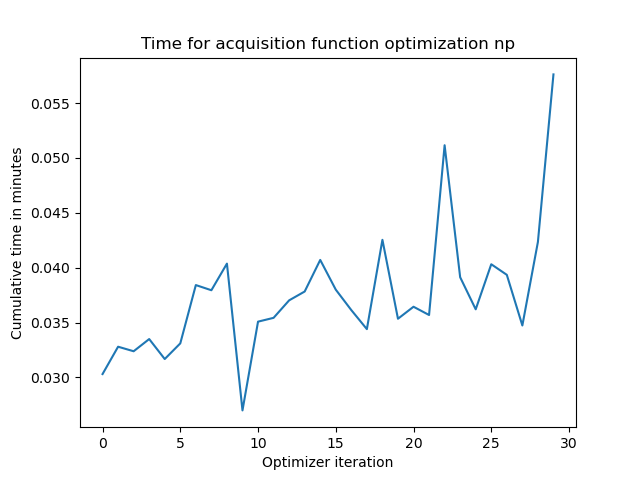 Time for acquisition function optimization np
Cumulative time in minutes
0.055
0.050
0.045
0.040
0.035
0.030
0 5 10 15 20 25 30
Optimizer iteration